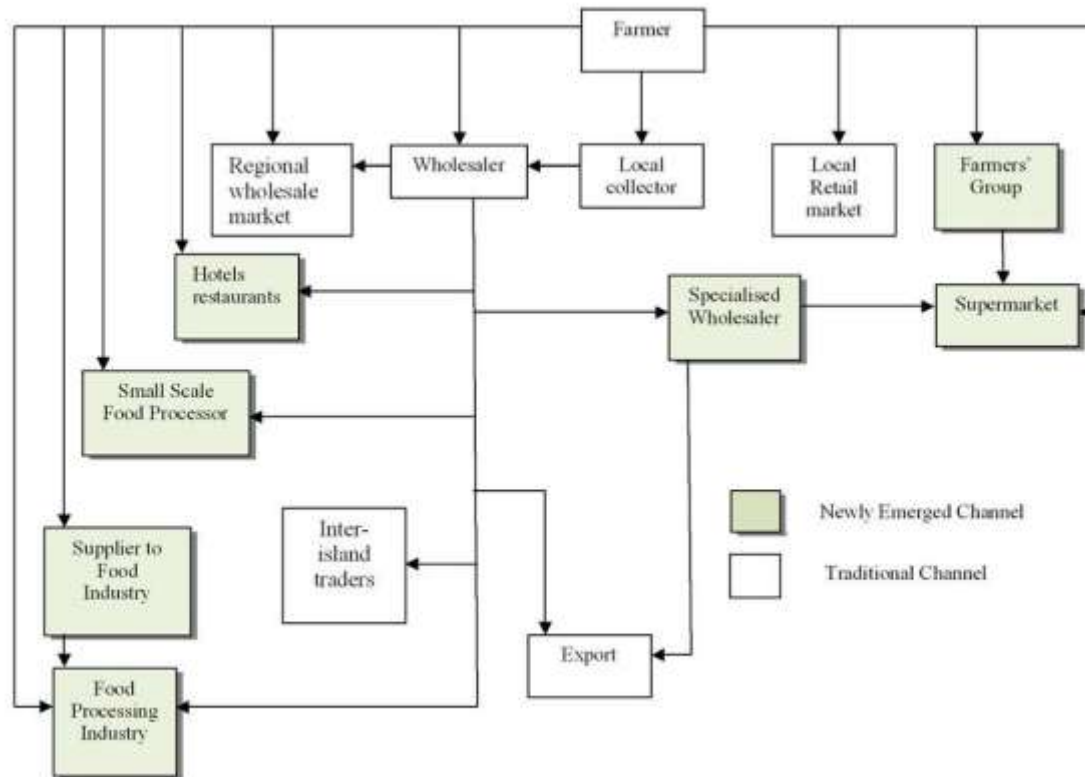 Farmer
Regional
wholesale
market
Wholesaler
Local
collector
Local
Retail
market
Farmers'
Group
Hotels
restaurants
Specialised
Wholesaler
Supermarket
Small Scale
Food Processor
Inter-
island
traders
Newly Emerged Channel
Supplier to
Food
Industry
Traditional Channel
Export
Food
Processing
Industry